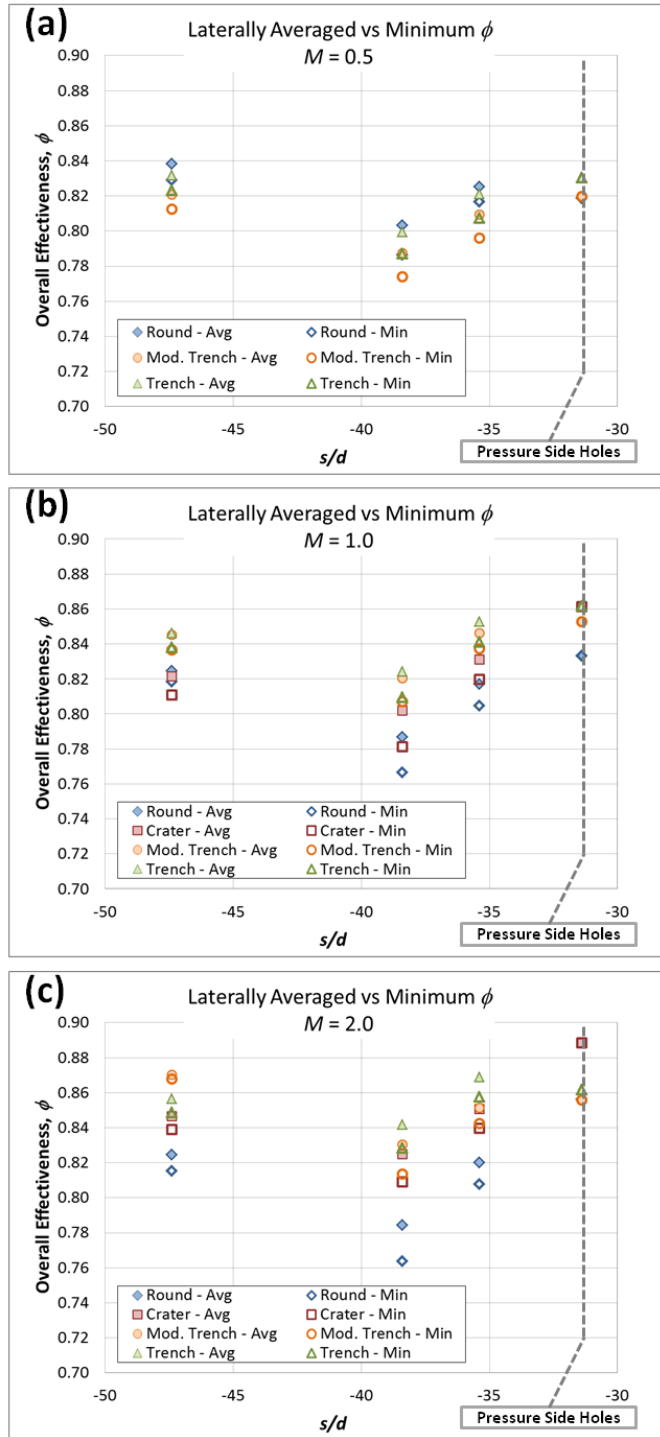 (a)
Laterally Averaged vs Minimum ϕ
M = 0.5
0.90
0.88
0.86
0.84
0.82
0.80
0.78
0.76
0.74
0.72
0.70
Overall Effectiveness, ϕ
Round - Avg Round - Min
Mod. Trench - Avg Mod. Trench - Min
Trench - Avg Trench - Min
-50 -45 -40 -35 -30
s/d
Pressure Side Holes
(b)
Laterally Averaged vs Minimum ϕ
M = 1.0
0.90
0.88
0.86
0.84
0.82
0.80
0.78
0.76
0.74
0.72
0.70
Overall Effectiveness, ϕ
Round - Avg Round - Min
Crater - Avg Crater - Min
Mod. Trench - Avg Mod. Trench - Min
Trench - Avg Trench - Min
-50 -45 -40 -35 -30
s/d
Pressure Side Holes
(c)
Laterally Averaged vs Minimum ϕ
M = 2.0
0.90
0.88
0.86
0.84
0.82
0.80
0.78
0.76
0.74
0.72
0.70
Overall Effectiveness, ϕ
Round - Avg Round - Min
Crater - Avg Crater - Min
Mod. Trench - Avg Mod. Trench - Min
Trench - Avg Trench - Min
-50 -45 -40 -35 -30
s/d
Pressure Side Holes